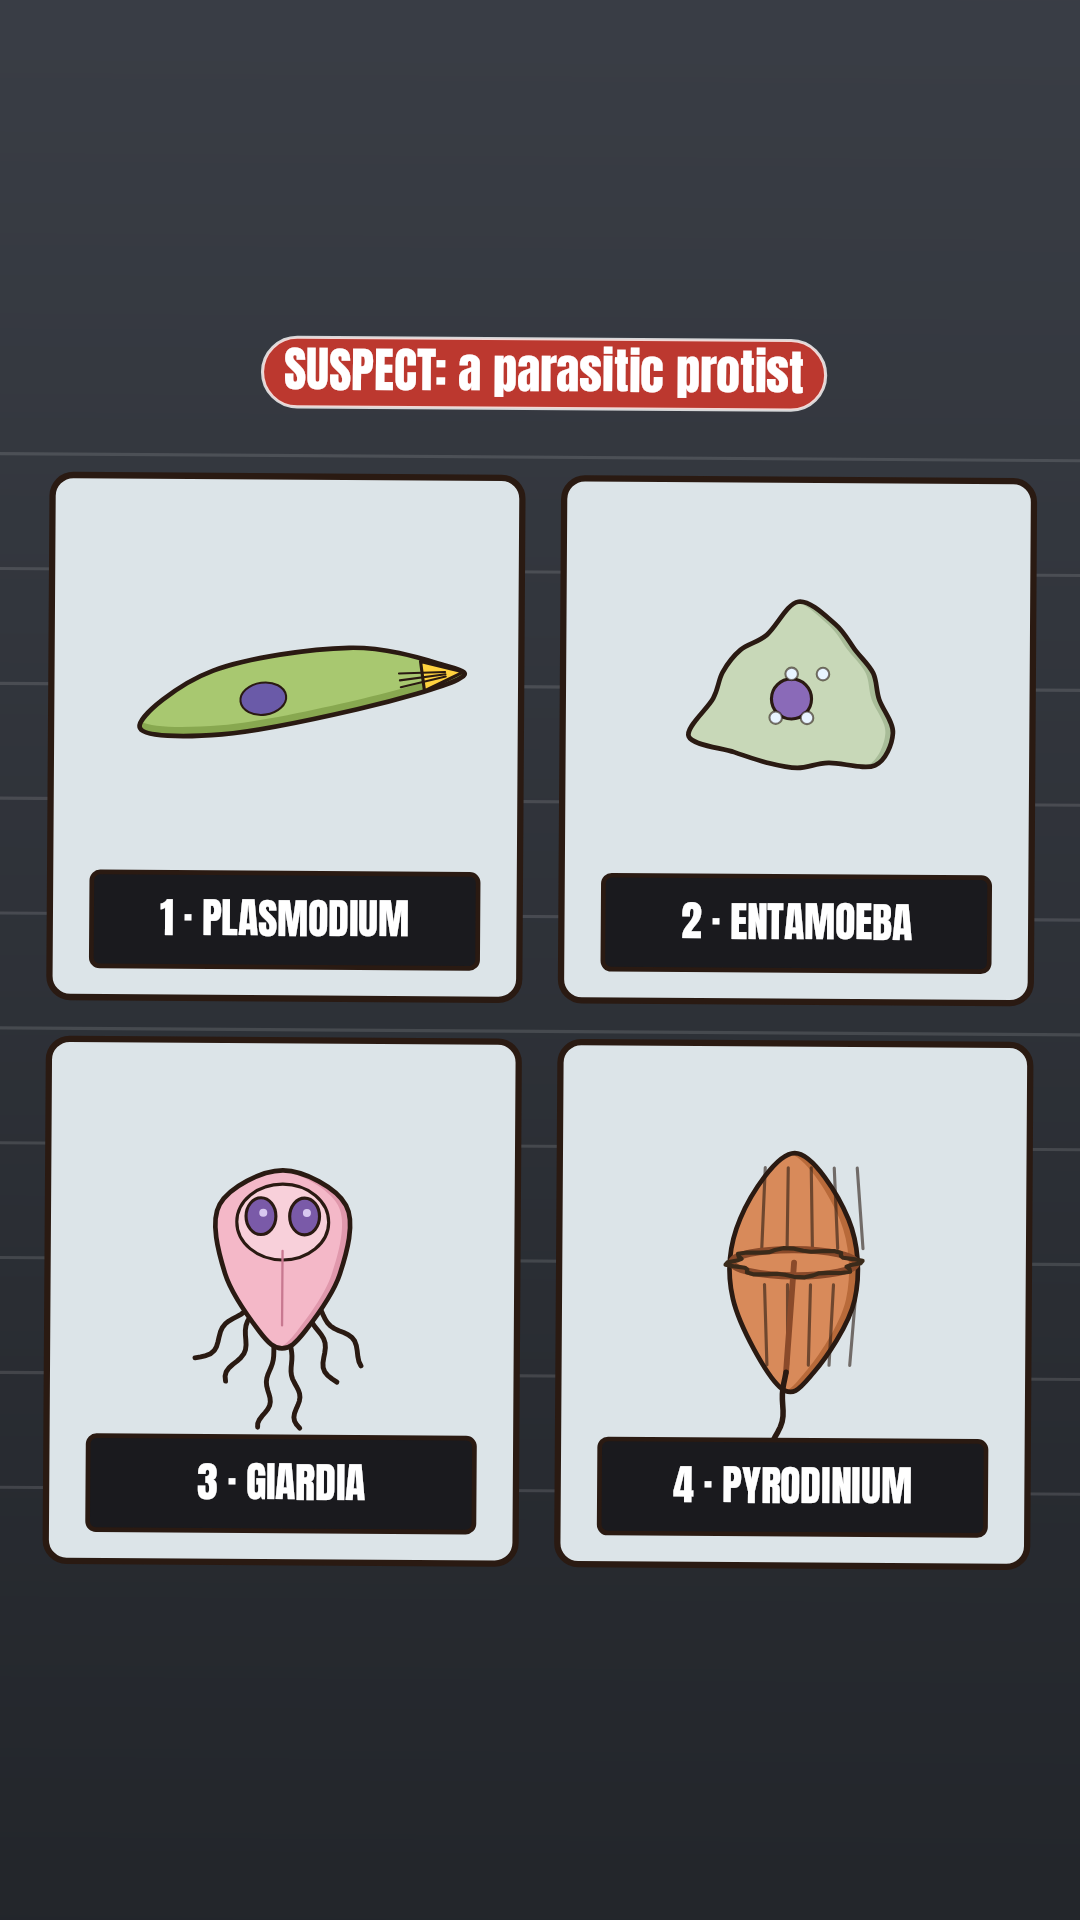 SUSPECT: a parasitic protist
1 · PLASMODIUM
2 · ENTAMOEBA
3 · GIARDIA
4 · PYRODINIUM